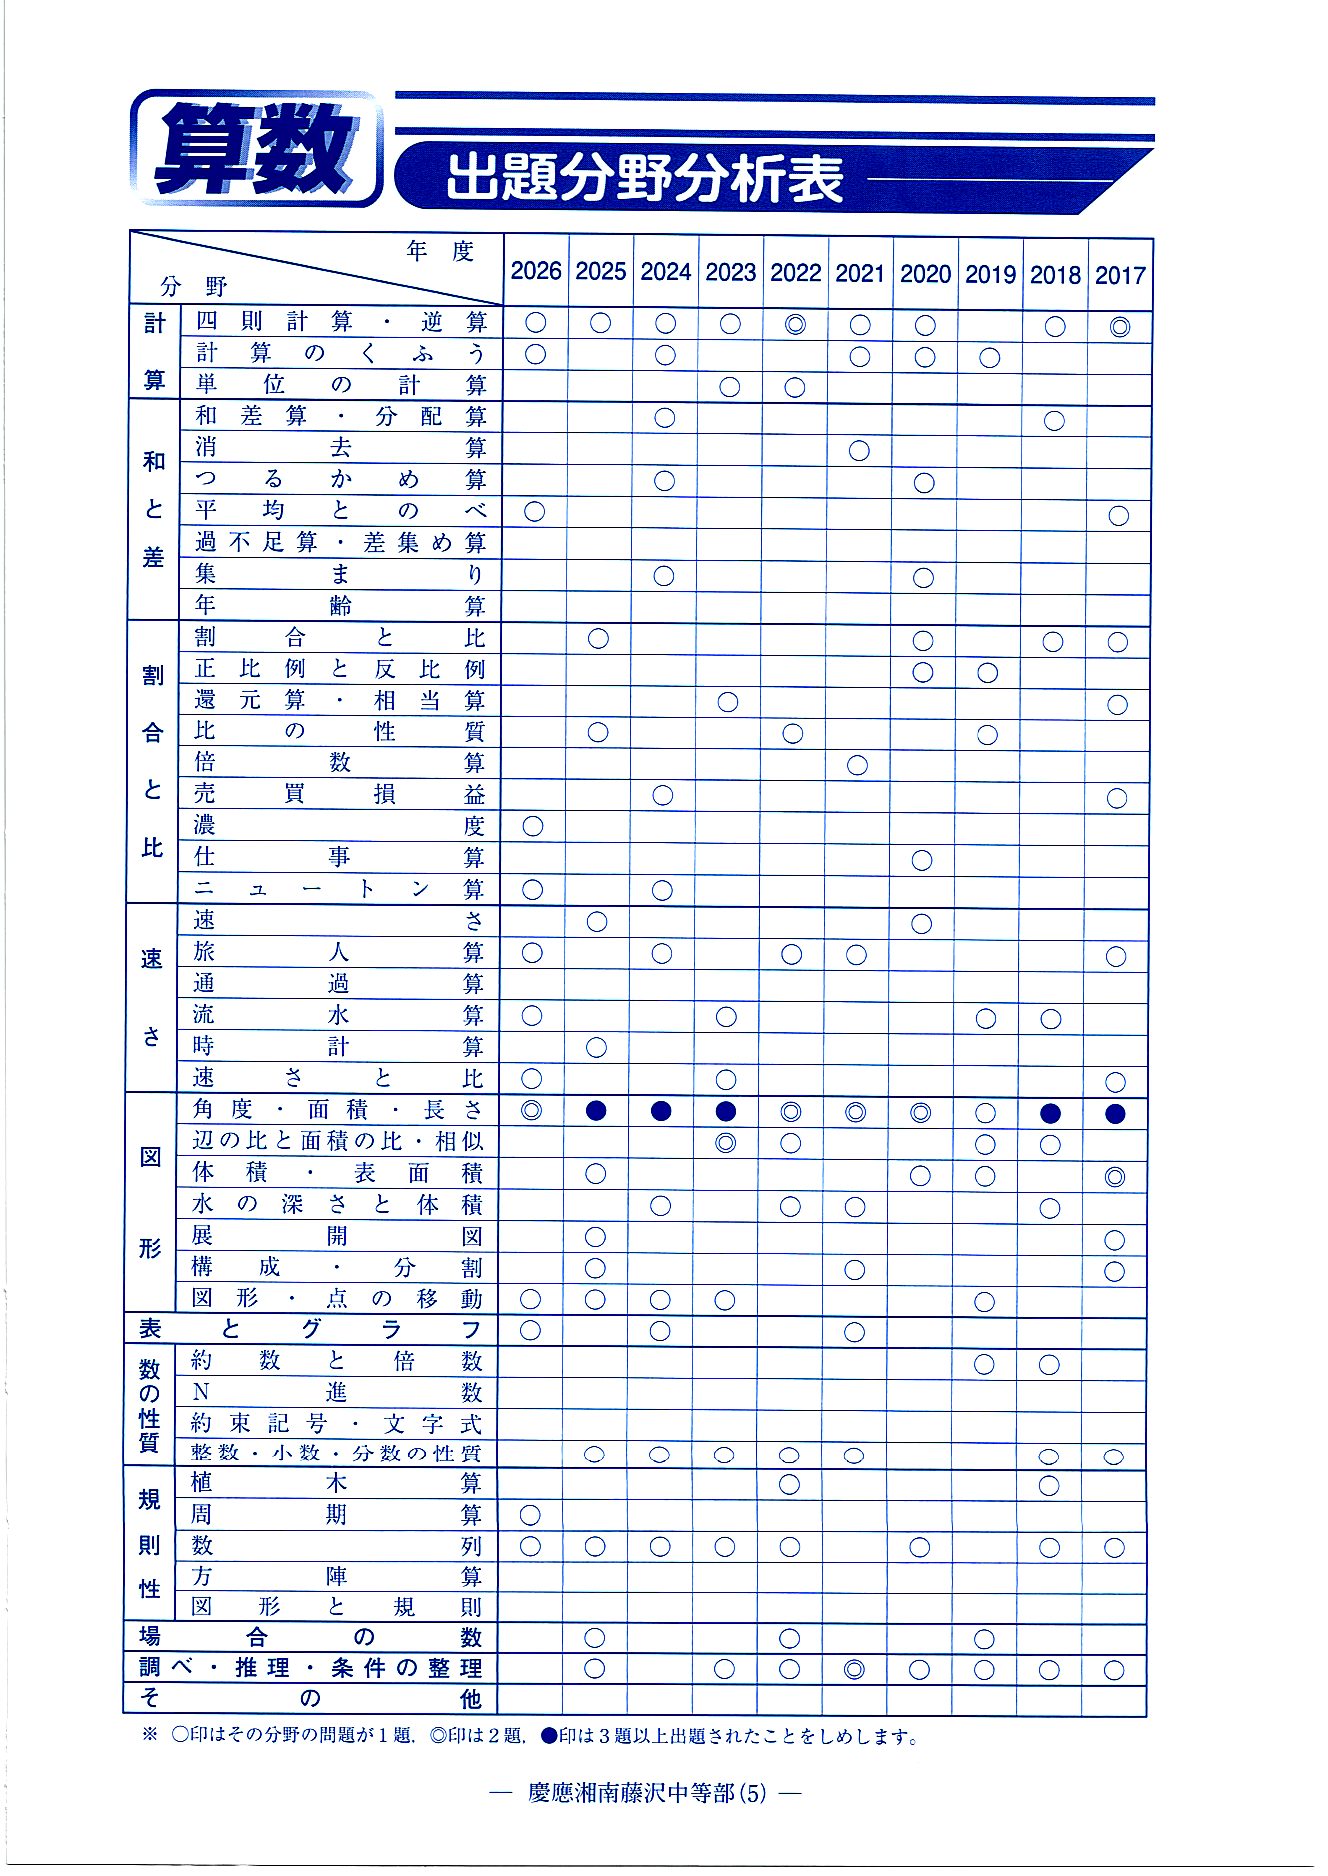 算数
出題分野分析表
年度
分野
2026 2025 2024 2023 2022 2021 2020 2019 2018 2017
計算
四則計算・逆算 ○ ○ ○ ○ ◎ ○ ○ ○ ◎
計算のくふう ○ ○ ○ ○ ○
単位の計算 ○ ○
和と差
和差算・分配算 ○ ○
消去算 ○
つるかめ算 ○ ○
平均とのべ ○ ○
過不足算・差集め算
集まり ○ ○
年齢算
割合と比
割合と比 ○ ○ ○ ○
正比例と反比例 ○ ○
還元算・相当算 ○ ○
比の性質 ○ ○ ○
倍数算 ○
売買損益 ○ ○
濃度 ○
仕事算 ○
ニュートン算 ○ ○
速さ
速さ ○ ○
旅人算 ○ ○ ○ ○ ○
通過算
流水算 ○ ○ ○ ○
時計算 ○
速さと比 ○ ○ ○
図形
角度・面積・長さ ◎ ● ● ● ◎ ◎ ◎ ○ ● ●
辺の比と面積の比・相似 ◎ ○ ○ ○
体積・表面積 ○ ○ ○ ◎
水の深さと体積 ○ ○ ○ ○
展開図 ○ ○
構成・分割 ○ ○ ○
図形・点の移動 ○ ○ ○ ○ ○
表とグラフ ○ ○ ○
数の性質
約数と倍数 ○ ○
N進数
約束記号・文字式
整数・小数・分数の性質 ○ ○ ○ ○ ○ ○ ○
規則性
植木算 ○ ○
周期算 ○
数列 ○ ○ ○ ○ ○ ○ ○ ○
方陣算
図形と規則
場合の数 ○ ○ ○
調べ・推理・条件の整理 ○ ○ ○ ◎ ○ ○ ○ ○
その他
※ ○印はその分野の問題が1題，◎印は2題，●印は3題以上出題されたことをしめします。
— 慶應湘南藤沢中等部(5) —